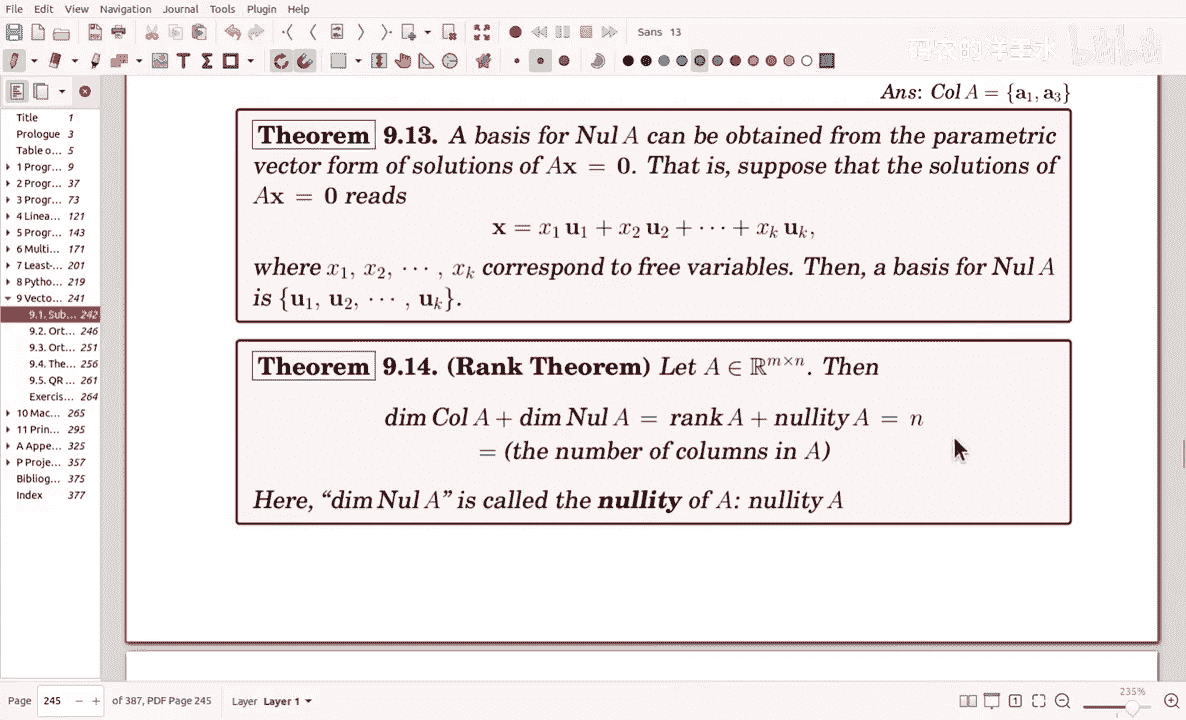 File Edit View Navigation Journal Tools Plugin Help
Sans 13
码农的洋墨水 bilibili
Title 1
Prologue 3
Table o... 5
1 Progr... 9
2 Progr... 37
3 Progr... 73
4 Linea... 121
5 Progr... 143
6 Multi... 171
7 Least-... 201
8 Pytho... 219
9 Vecto... 241
9.1. Sub... 242
9.2. Ort... 246
9.3. Ort... 251
9.4. The... 256
9.5. QR ... 261
Exercis... 264
10 Mac... 265
11 Prin... 295
A Appe... 325
P Proje... 357
Bibliog... 375
Index 377
Ans: Col A = {a₁, a₃}
Theorem 9.13. A basis for Nul A can be obtained from the parametric
vector form of solutions of Ax = 0. That is, suppose that the solutions of
Ax = 0 reads
x = x₁ u₁ + x₂ u₂ + ··· + xₖ uₖ,
where x₁, x₂, ··· , xₖ correspond to free variables. Then, a basis for Nul A
is {u₁, u₂, ··· , uₖ}.
Theorem 9.14. (Rank Theorem) Let A ∈ ℝᵐˣⁿ. Then
dim Col A + dim Nul A = rank A + nullity A = n
= (the number of columns in A)
Here, “dim Nul A” is called the nullity of A: nullity A
Page 245 − + of 387, PDF Page 245 Layer Layer 1 235%